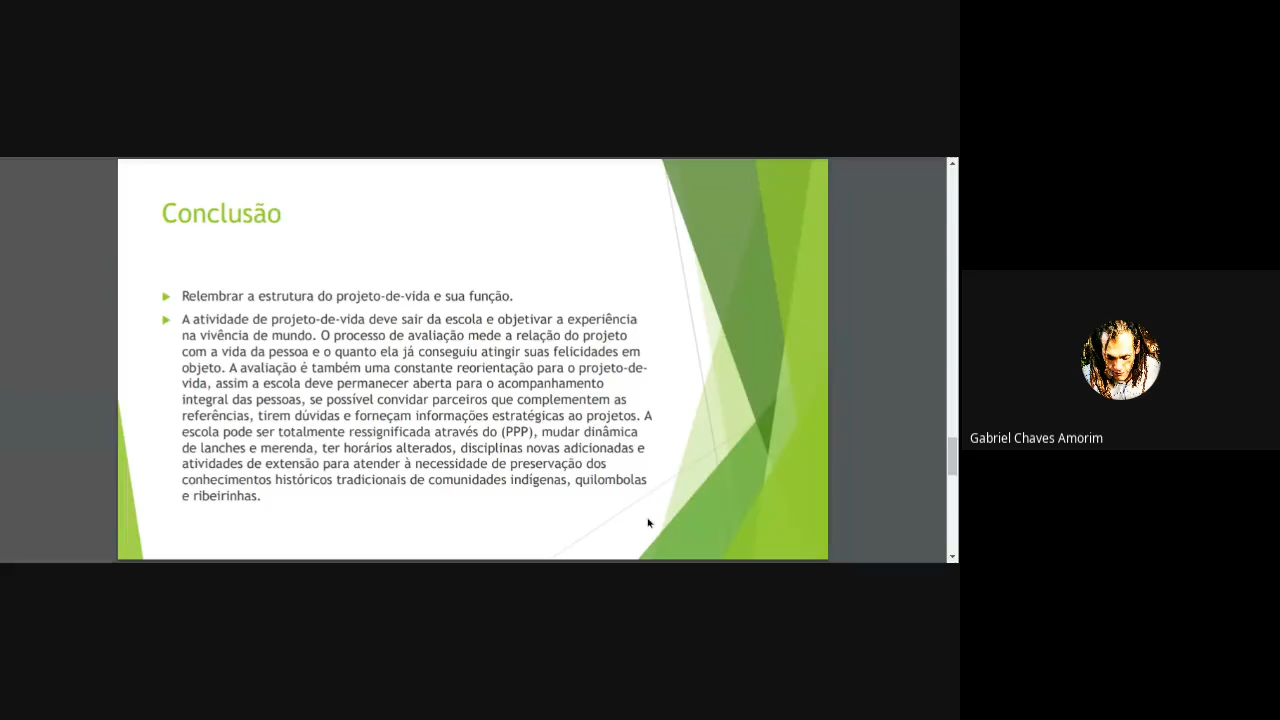 Conclusão
Relembrar a estrutura do projeto-de-vida e sua função.
A atividade de projeto-de-vida deve sair da escola e objetivar a experiência
na vivência de mundo. O processo de avaliação mede a relação do projeto
com a vida da pessoa e o quanto ela já conseguiu atingir suas felicidades em
objeto. A avaliação é também uma constante reorientação para o projeto-de-
vida, assim a escola deve permanecer aberta para o acompanhamento
integral das pessoas, se possível convidar parceiros que complementem as
referências, tirem dúvidas e forneçam informações estratégicas ao projetos. A
escola pode ser totalmente ressignificada através do (PPP), mudar dinâmica
de lanches e merenda, ter horários alterados, disciplinas novas adicionadas e
atividades de extensão para atender à necessidade de preservação dos
conhecimentos históricos tradicionais de comunidades indígenas, quilombolas
e ribeirinhas.
Gabriel Chaves Amorim